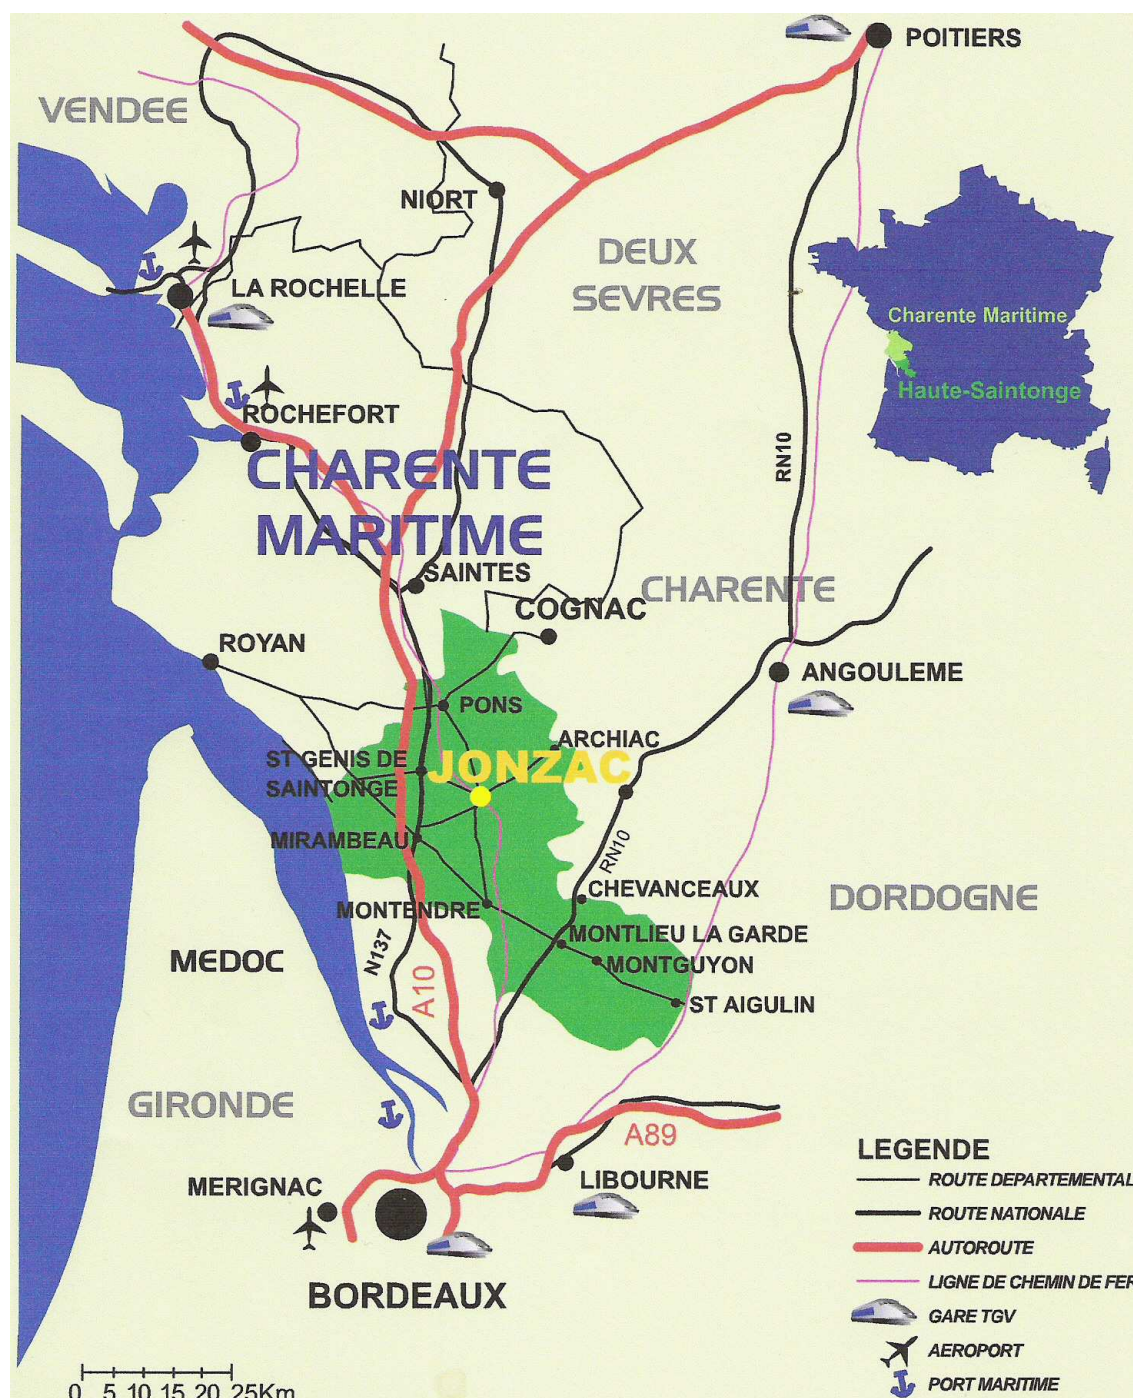 POITIERS
VENDEE
NIORT
DEUX
SEVRES
LA ROCHELLE
Charente Maritime
Haute-Saintonge
ROCHEFORT
RN10
CHARENTE
MARITIME
SAINTES
CHARENTE
COGNAC
ROYAN
ANGOULEME
PONS
ARCHIAC
ST GENIS DE
SAINTONGE
JONZAC
MIRAMBEAU
RN10
CHEVANCEAUX
DORDOGNE
MONTENDRE
MONTLIEU LA GARDE
MEDOC
N137
A10
MONTGUYON
ST AIGULIN
GIRONDE
A89
LIBOURNE
MERIGNAC
BORDEAUX
LEGENDE
ROUTE DEPARTEMENTAL
ROUTE NATIONALE
AUTOROUTE
LIGNE DE CHEMIN DE FER
GARE TGV
AEROPORT
PORT MARITIME
0 5 10 15 20 25Km